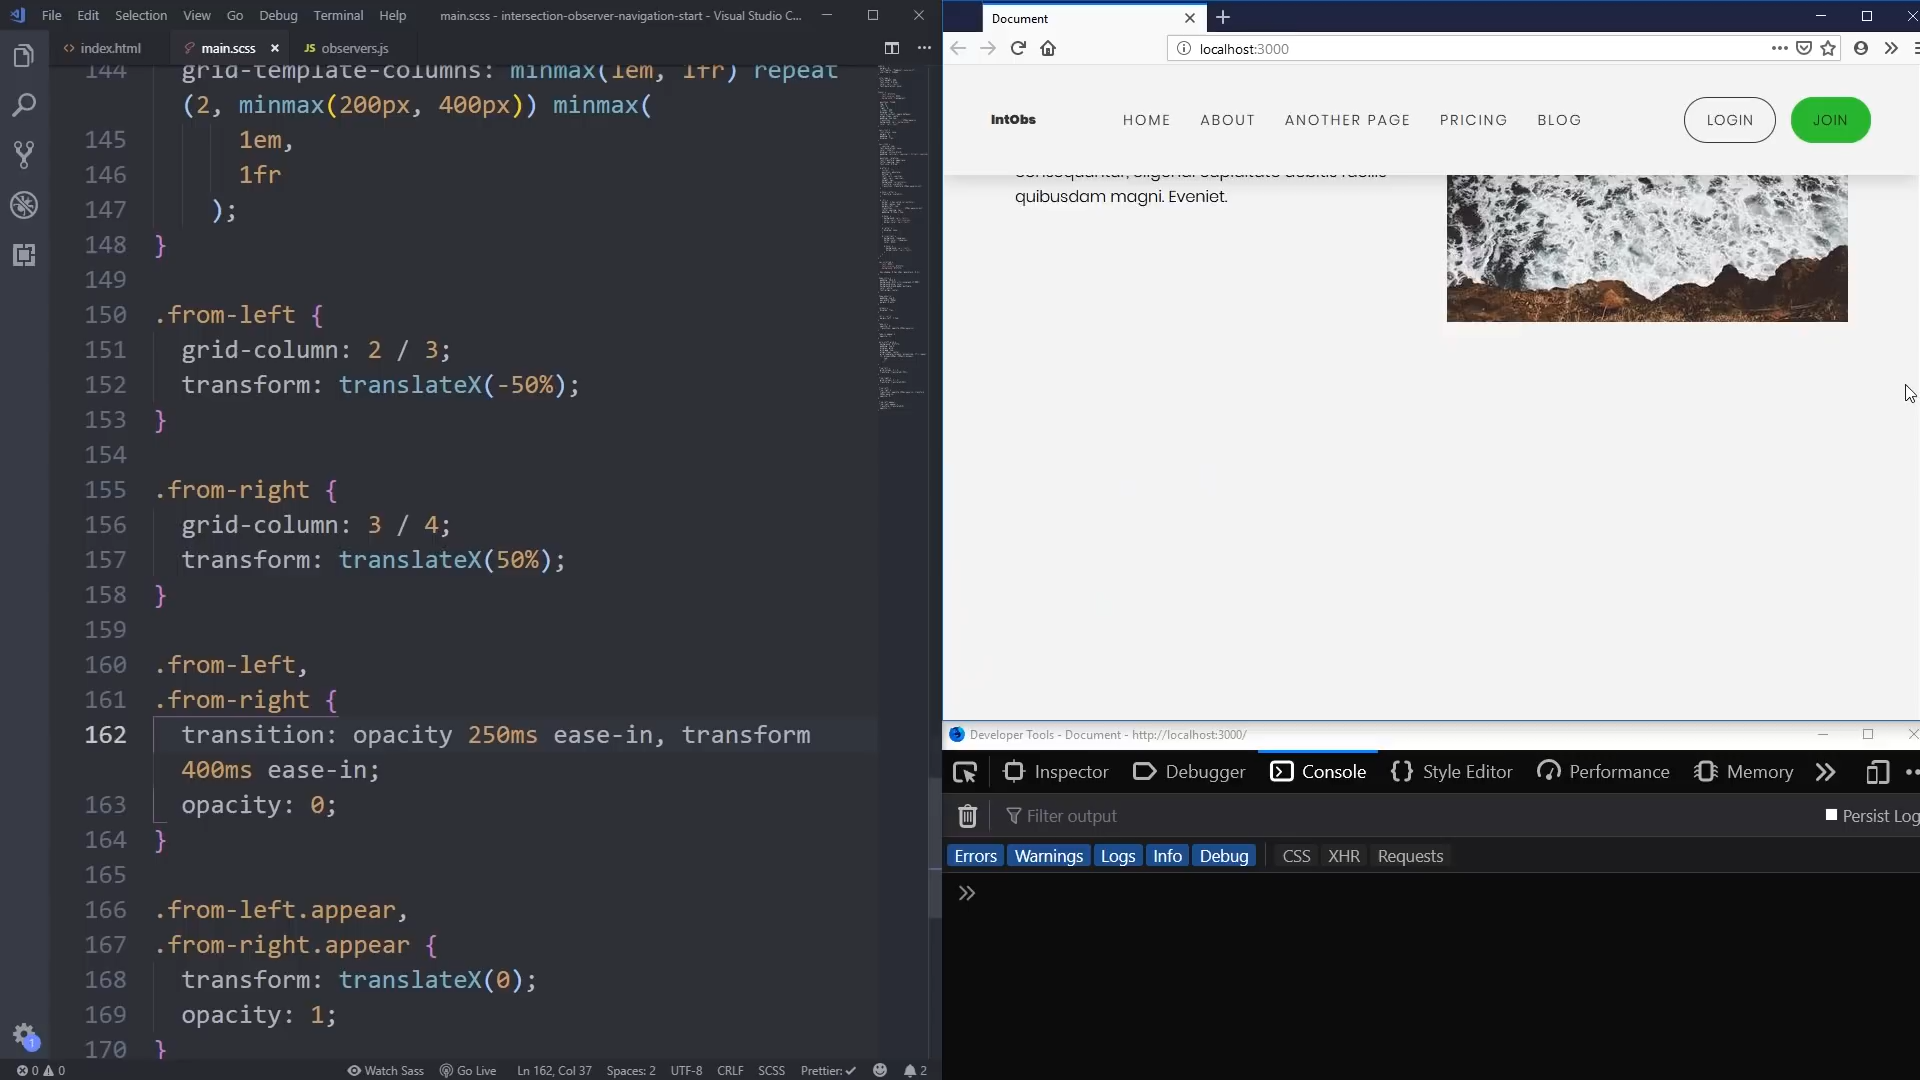 File Edit Selection View Go Debug Terminal Help main.scss - intersection-observer-navigation-start - Visual Studio C...
index.html main.scss JS observers.js
144 grid-template-columns: minmax(1em, 1fr) repeat
(2, minmax(200px, 400px)) minmax(
145 1em,
146 1fr
147 );
148 }
149
150 .from-left {
151 grid-column: 2 / 3;
152 transform: translateX(-50%);
153 }
154
155 .from-right {
156 grid-column: 3 / 4;
157 transform: translateX(50%);
158 }
159
160 .from-left,
161 .from-right {
162 transition: opacity 250ms ease-in, transform
400ms ease-in;
163 opacity: 0;
164 }
165
166 .from-left.appear,
167 .from-right.appear {
168 transform: translateX(0);
169 opacity: 1;
170 }
1
0 0 Watch Sass Go Live Ln 162, Col 37 Spaces: 2 UTF-8 CRLF SCSS Prettier: 2
Document
localhost:3000
IntObs HOME ABOUT ANOTHER PAGE PRICING BLOG LOGIN JOIN
quibusdam magni. Eveniet.
Developer Tools - Document - http://localhost:3000/
Inspector Debugger Console Style Editor Performance Memory
Filter output Persist Log
Errors Warnings Logs Info Debug CSS XHR Requests